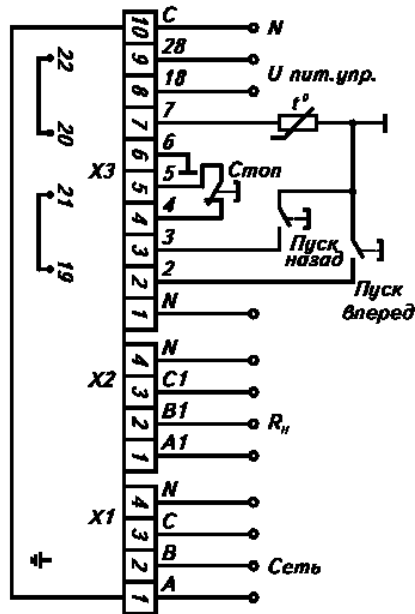 10 C N
9 28
8 18 U пит.упр.
22
7 7 t°
20
6 6
X3
5 5 Стоп
21
4 4
3 3 Пуск назад
19
2 2 Пуск вперед
1 N
4 N
X2
3 C1
2 B1 Rн
1 A1
4 N
X1
3 C
2 B Сеть
1 A